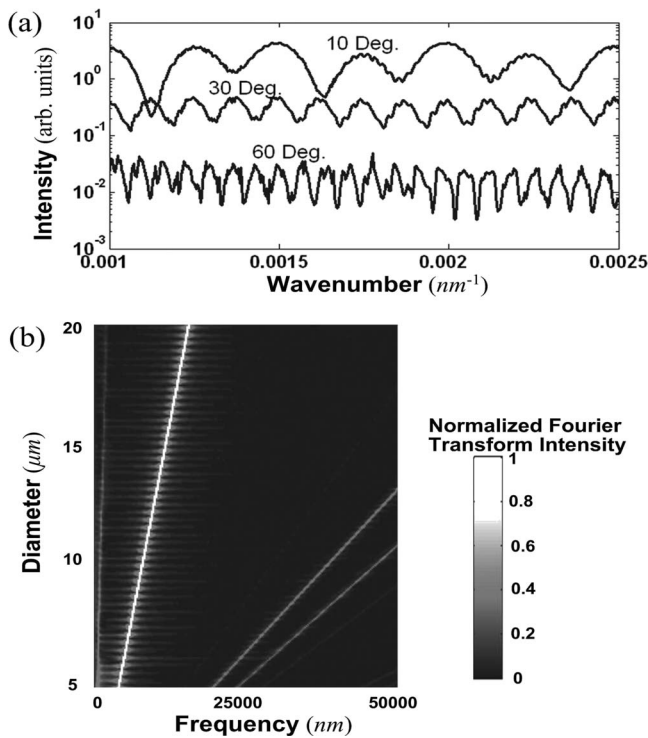 (a)
10¹
10⁰
10⁻¹
10⁻²
10⁻³
Intensity (arb. units)
10 Deg.
30 Deg.
60 Deg.
0.001
0.0015
0.002
0.0025
Wavenumber (nm⁻¹)
(b)
20
15
10
5
Diameter (μm)
0
25000
50000
Frequency (nm)
Normalized Fourier
Transform Intensity
1
0.8
0.6
0.4
0.2
0